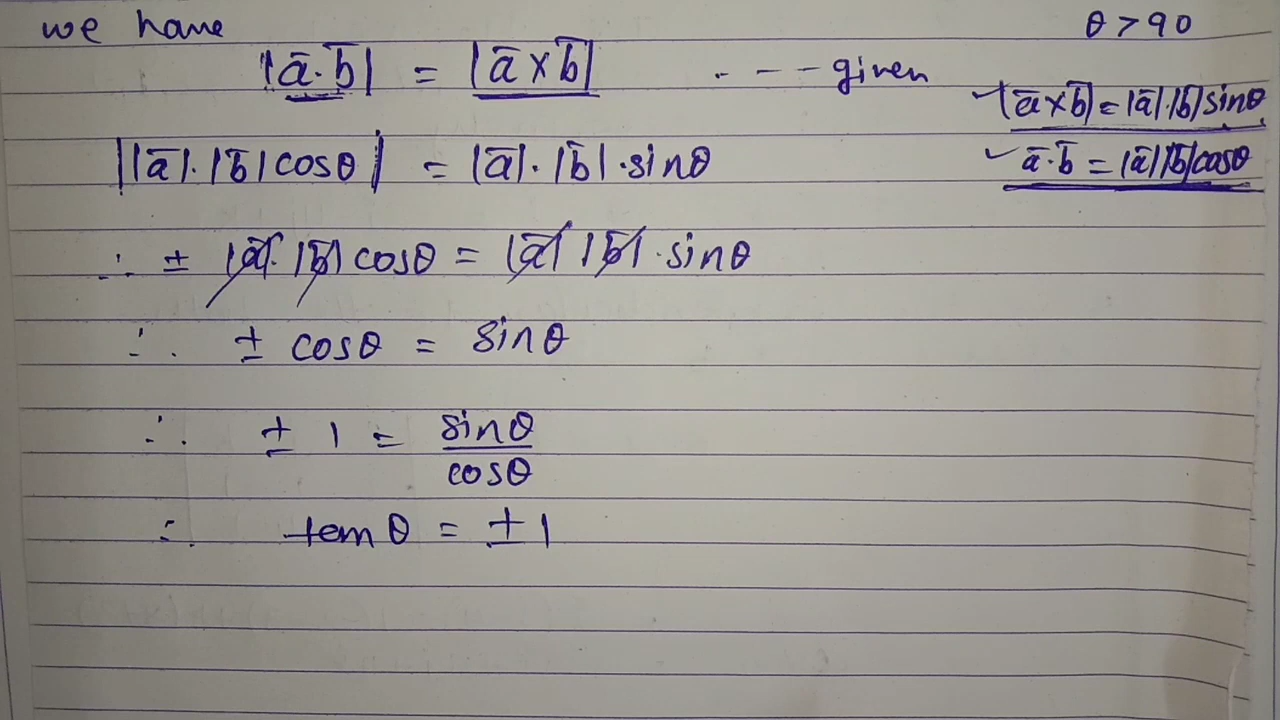 we have
θ > 90
|a̅·b̅| = |a̅×b̅| - - - given
|a̅×b̅| = |a̅|·|b̅| sinθ
a̅·b̅ = |a̅||b̅| cosθ
||a̅|·|b̅| cosθ| = |a̅|·|b̅|·sinθ
∴ ± |a̅|·|b̅| cosθ = |a̅| |b̅|·sinθ
∴ ± cosθ = sinθ
∴ ± 1 = sinθ / cosθ
∴ tanθ = ±1